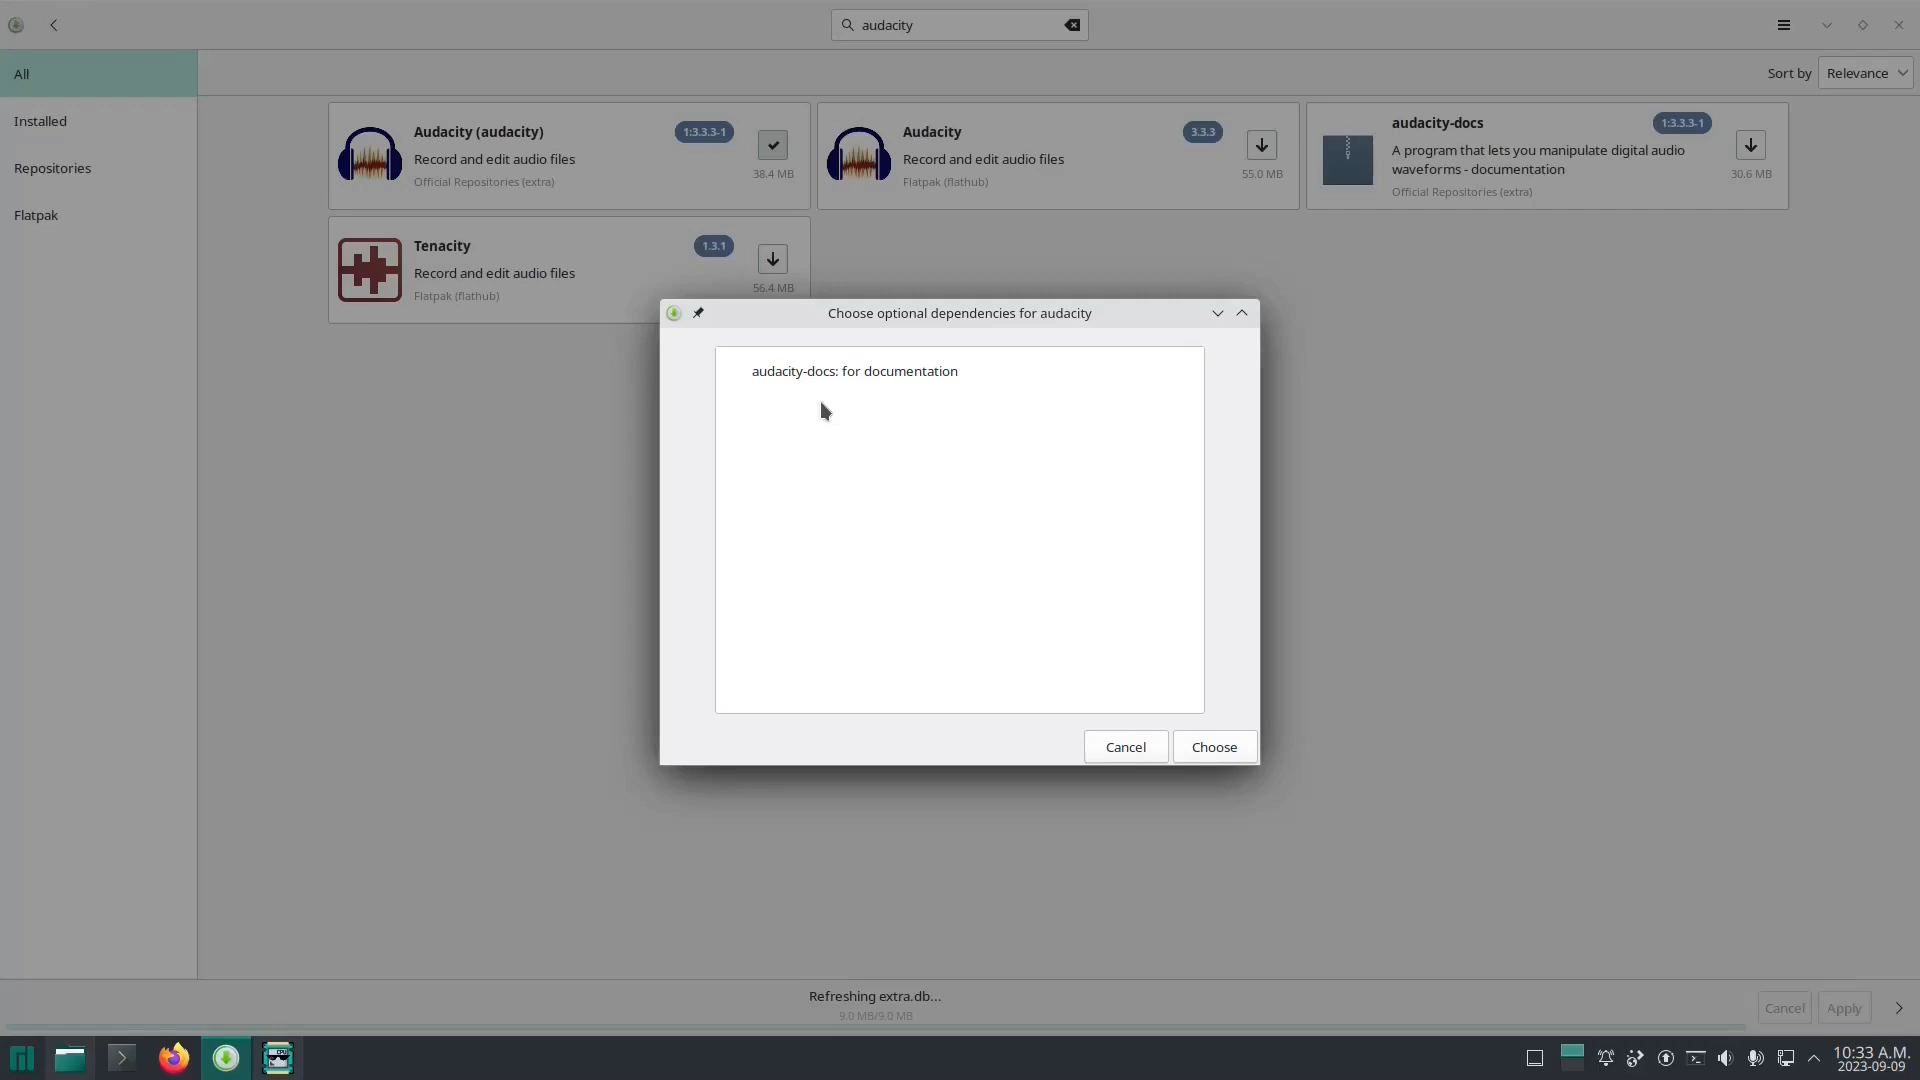 audacity
All
Sort by
Relevance
Installed
Repositories
Flatpak
Audacity (audacity)
1:3.3.3-1
Record and edit audio files
Official Repositories (extra)
38.4 MB
Audacity
3.3.3
Record and edit audio files
Flatpak (flathub)
55.0 MB
audacity-docs
1:3.3.3-1
A program that lets you manipulate digital audio
waveforms - documentation
Official Repositories (extra)
30.6 MB
Tenacity
1.3.1
Record and edit audio files
Flatpak (flathub)
56.4 MB
Choose optional dependencies for audacity
audacity-docs: for documentation
Cancel
Choose
Refreshing extra.db...
9.0 MB/9.0 MB
Cancel
Apply
CPU
10:33 A.M.
2023-09-09